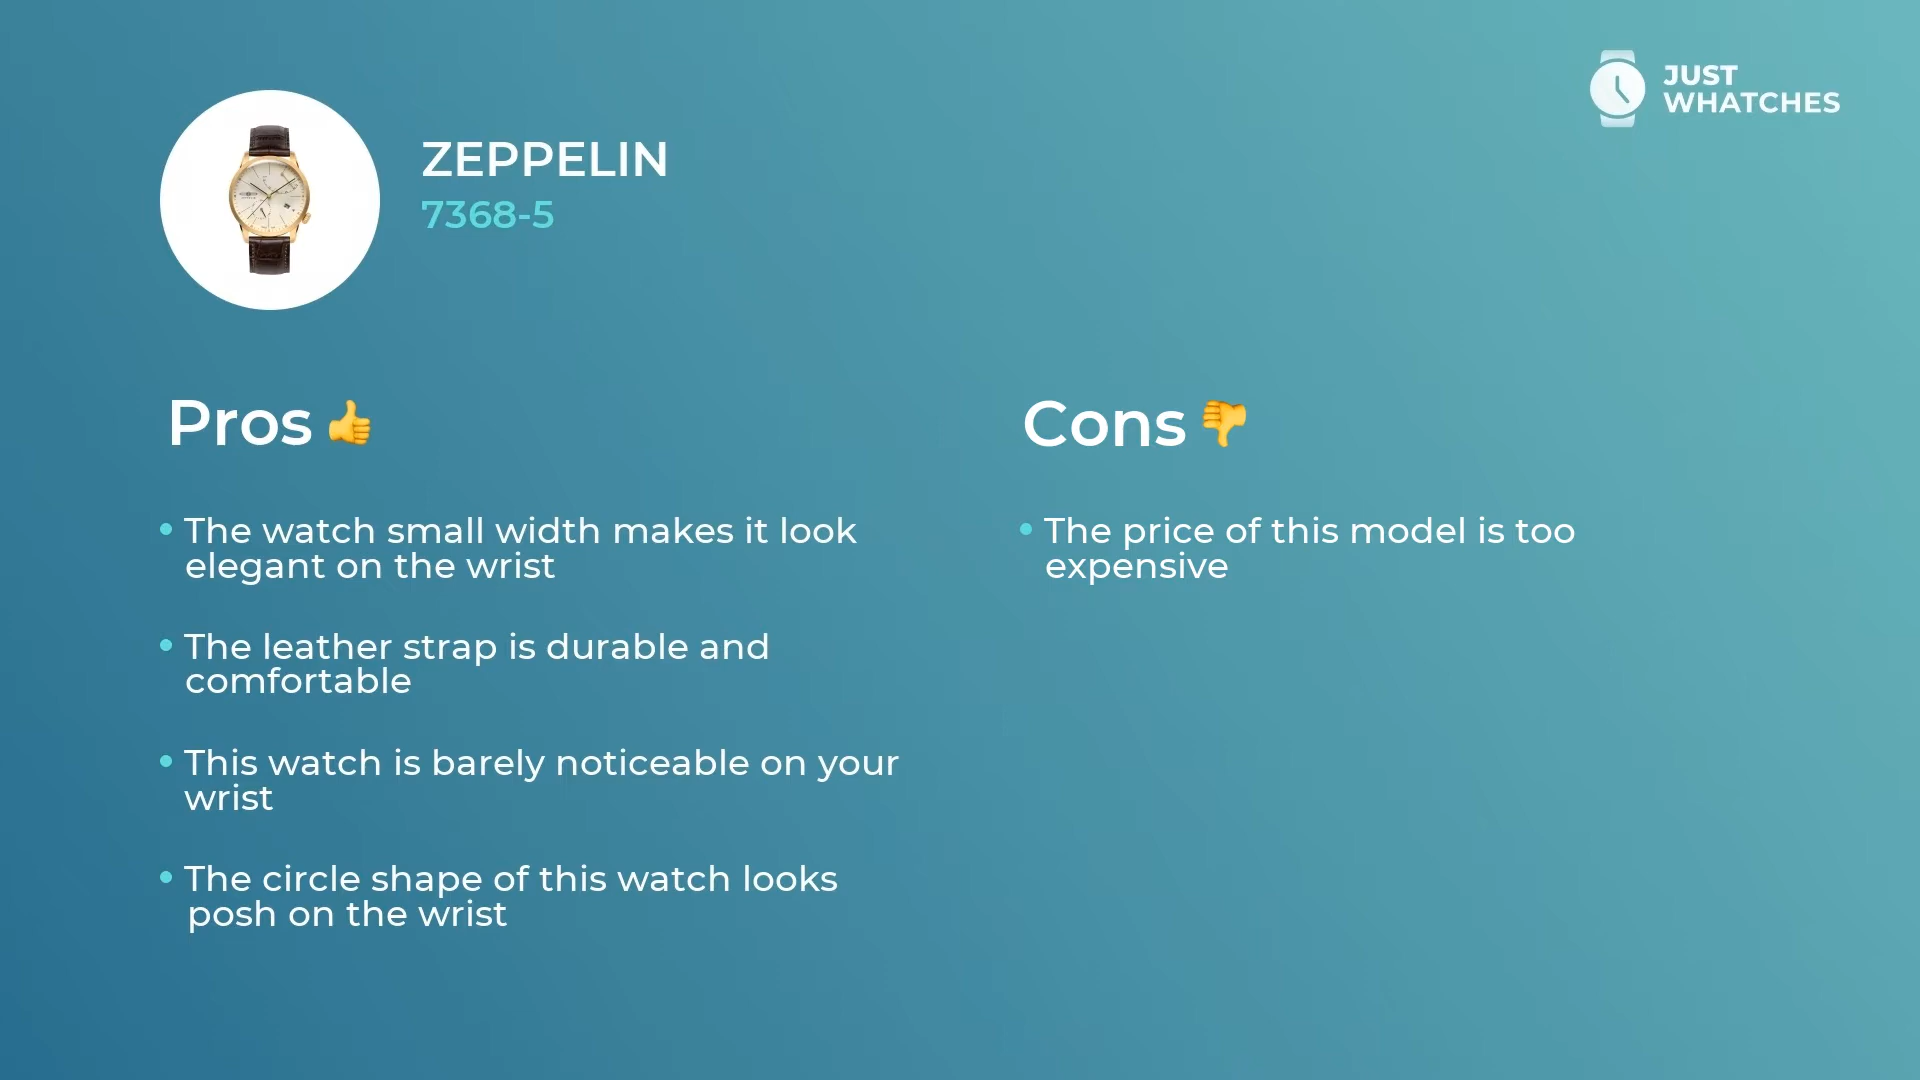 JUST
WHATCHES
ZEPPELIN
7368-5
Pros
The watch small width makes it look
elegant on the wrist
The leather strap is durable and
comfortable
This watch is barely noticeable on your
wrist
The circle shape of this watch looks
posh on the wrist
Cons
The price of this model is too
expensive